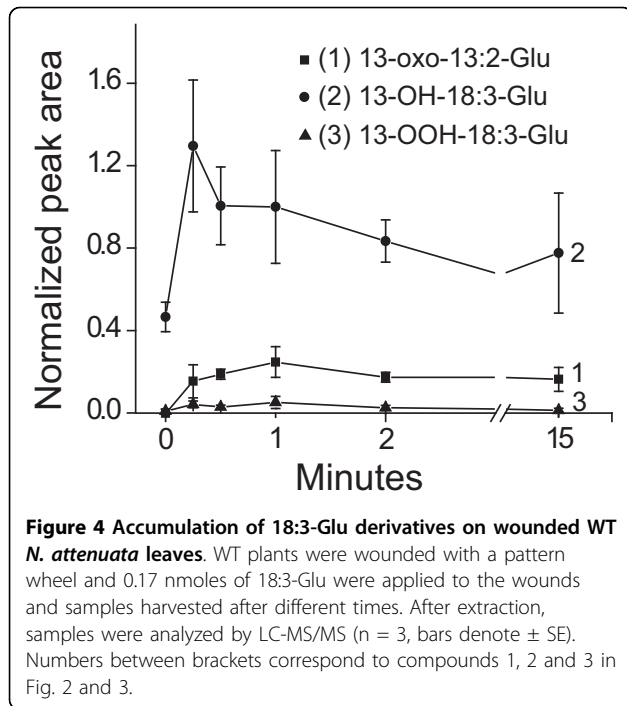 Normalized peak area
1.6
1.2
0.8
0.4
0.0
(1) 13-oxo-13:2-Glu
(2) 13-OH-18:3-Glu
(3) 13-OOH-18:3-Glu
2
1
3
0 1 2 15
Minutes
Figure 4 Accumulation of 18:3-Glu derivatives on wounded WT
N. attenuata leaves. WT plants were wounded with a pattern
wheel and 0.17 nmoles of 18:3-Glu were applied to the wounds
and samples harvested after different times. After extraction,
samples were analyzed by LC-MS/MS (n = 3, bars denote ± SE).
Numbers between brackets correspond to compounds 1, 2 and 3 in
Fig. 2 and 3.